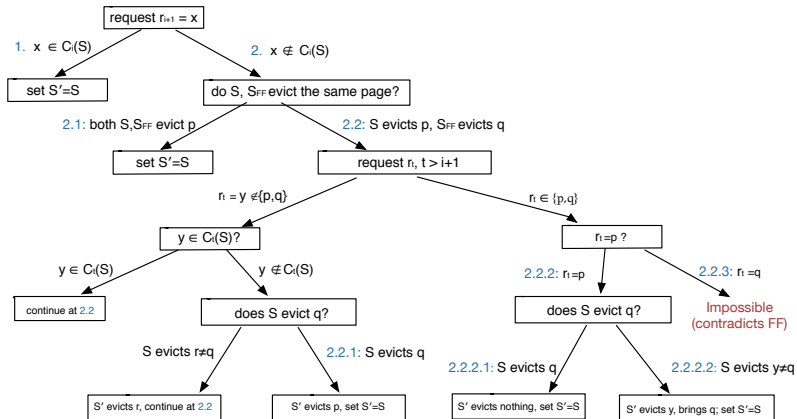 request rᵢ₊₁ = x
1. x ∈ Cᵢ(S)
2. x ∉ Cᵢ(S)
set S′=S
do S, SFF evict the same page?
2.1: both S,SFF evict p
2.2: S evicts p, SFF evicts q
set S′=S
request rₜ, t > i+1
rₜ = y ∉{p,q}
rₜ ∈ {p,q}
y ∈ Cₜ(S)?
rₜ=p ?
y ∈ Cₜ(S)
y ∉Cₜ(S)
2.2.2: rₜ=p
2.2.3: rₜ=q
continue at 2.2
does S evict q?
does S evict q?
Impossible
(contradicts FF)
S evicts r≠q
2.2.1: S evicts q
2.2.2.1: S evicts q
2.2.2.2: S evicts y≠q
S′ evicts r, continue at 2.2
S′ evicts p, set S′=S
S′ evicts nothing, set S′=S
S′ evicts y, brings q; set S′=S